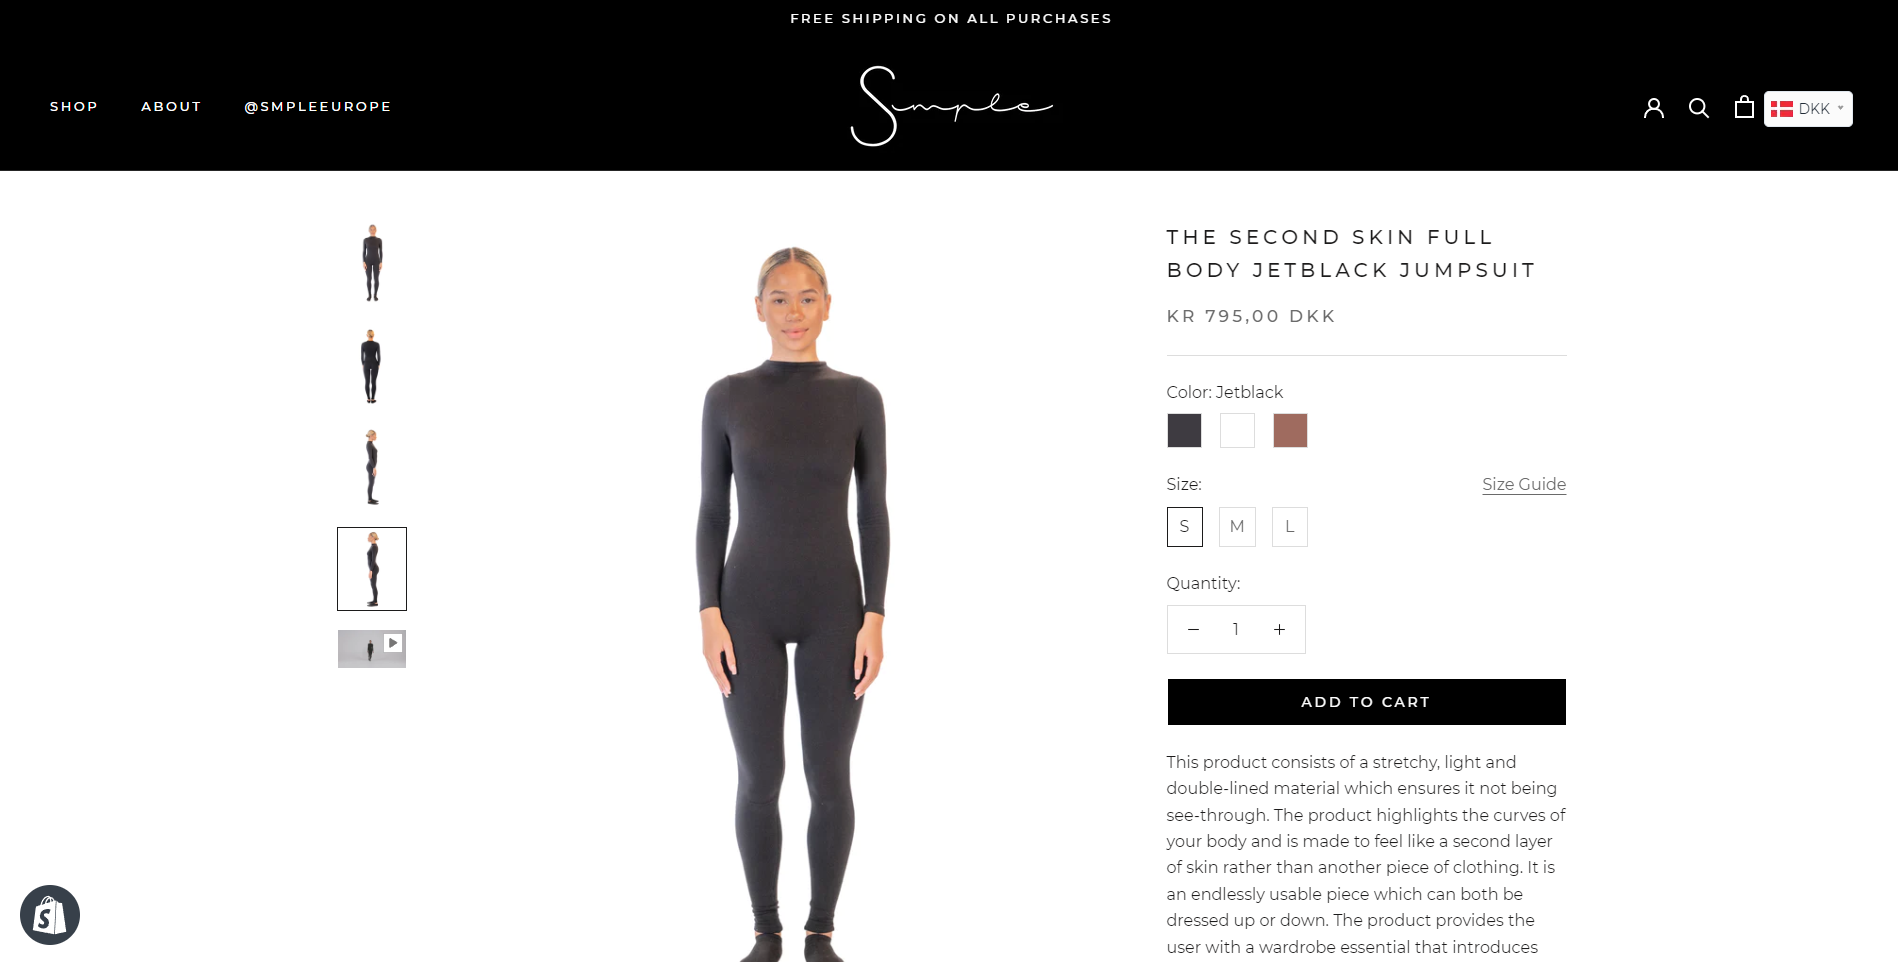 FREE SHIPPING ON ALL PURCHASES
SHOP
ABOUT
@SMPLEEUROPE
Smple
DKK
THE SECOND SKIN FULL
BODY JETBLACK JUMPSUIT
KR 795,00 DKK
Color: Jetblack
Size:
Size Guide
S
M
L
Quantity:
1
ADD TO CART
This product consists of a stretchy, light and
double-lined material which ensures it not being
see-through. The product highlights the curves of
your body and is made to feel like a second layer
of skin rather than another piece of clothing. It is
an endlessly usable piece which can both be
dressed up or down. The product provides the
user with a wardrobe essential that introduces
S